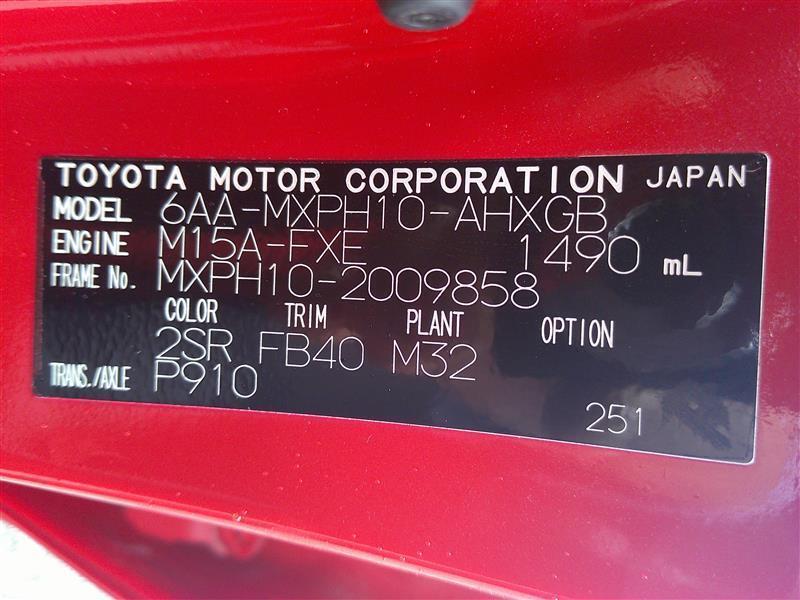 TOYOTA MOTOR CORPORATION JAPAN
MODEL 6AA-MXPH10-AHXGB
ENGINE M15A-FXE 1490 mL
FRAME No. MXPH10-2009858
COLOR TRIM PLANT OPTION
2SR FB40 M32
TRANS./AXLE P910
251